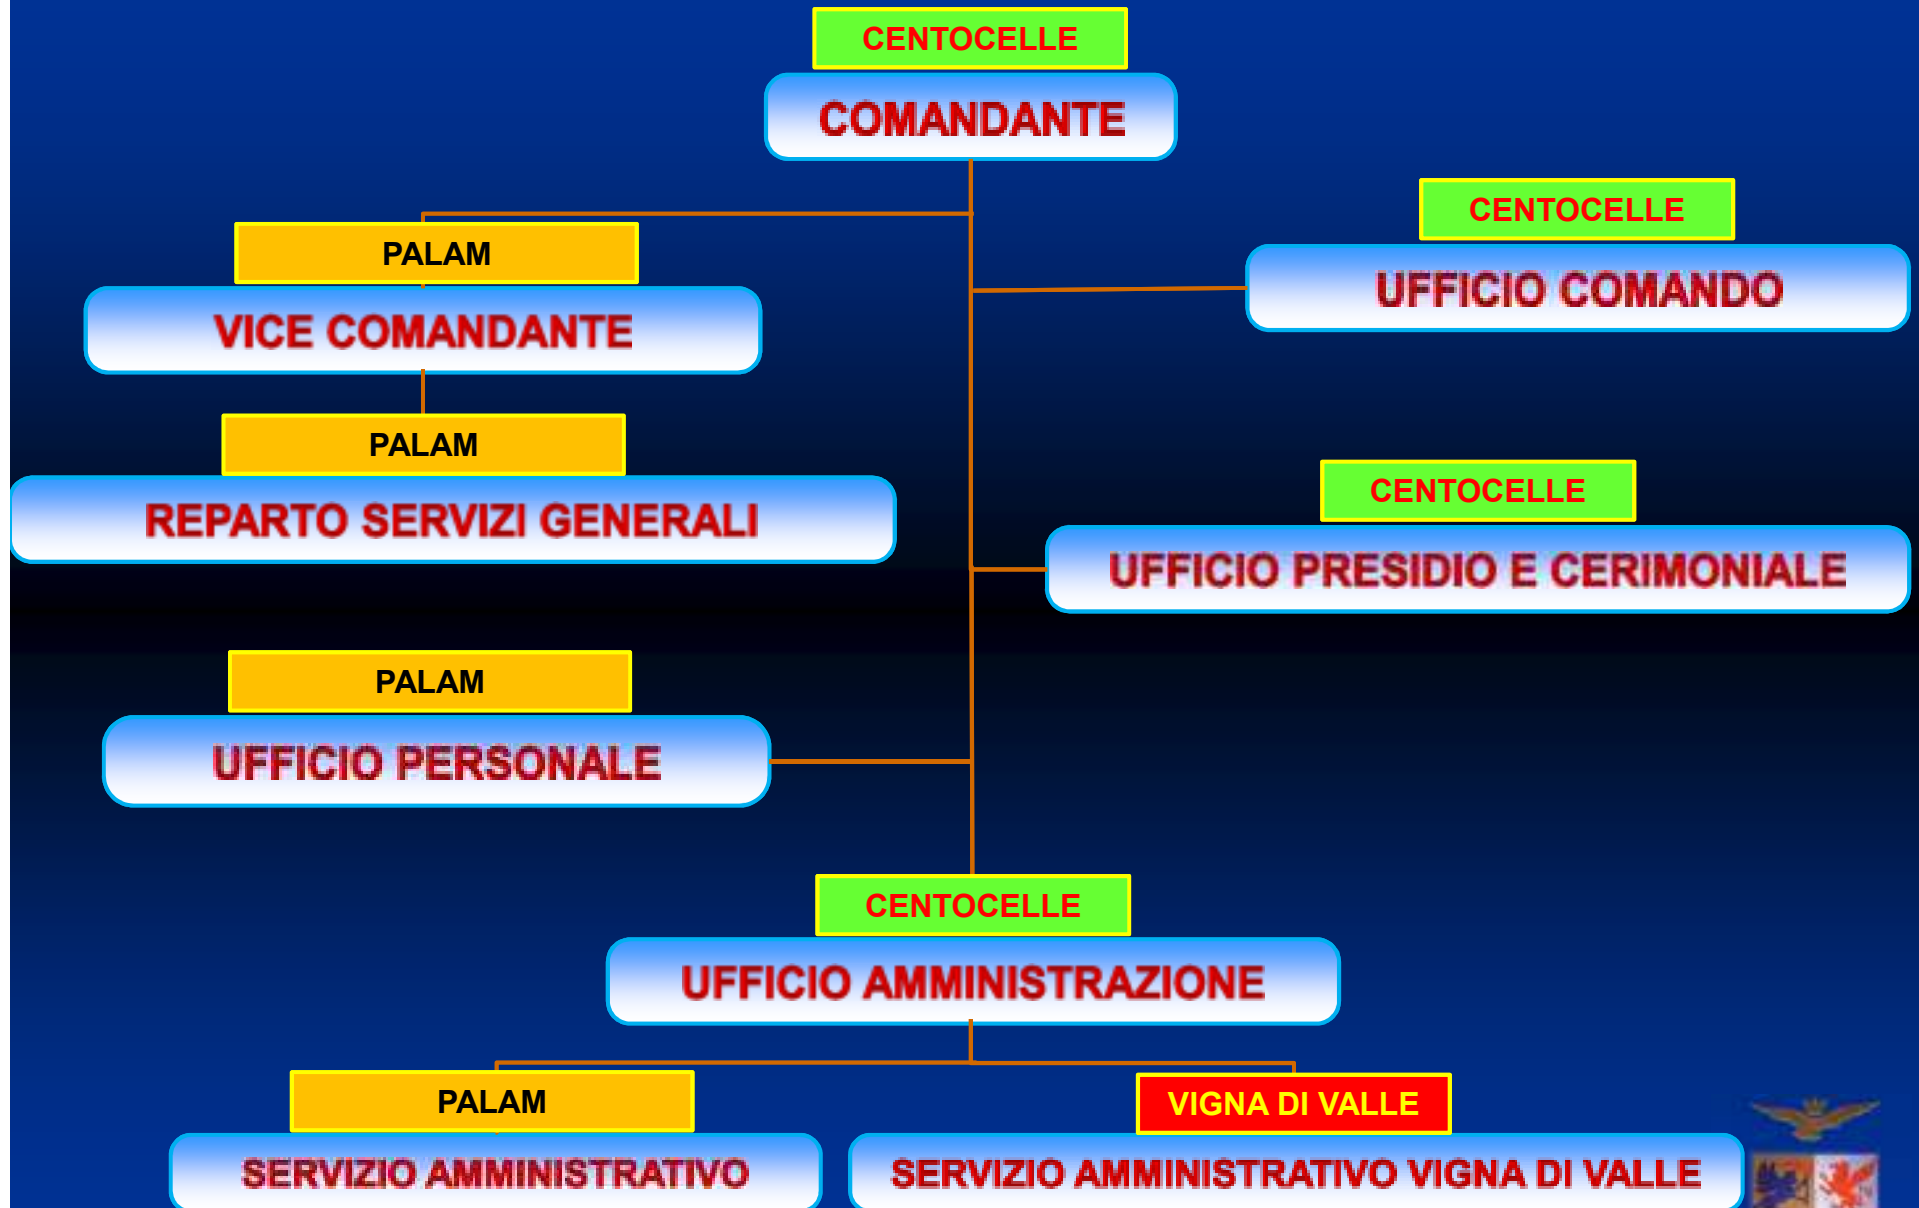 CENTOCELLE
COMANDANTE
CENTOCELLE
UFFICIO COMANDO
PALAM
VICE COMANDANTE
PALAM
REPARTO SERVIZI GENERALI
CENTOCELLE
UFFICIO PRESIDIO E CERIMONIALE
PALAM
UFFICIO PERSONALE
CENTOCELLE
UFFICIO AMMINISTRAZIONE
PALAM
SERVIZIO AMMINISTRATIVO
VIGNA DI VALLE
SERVIZIO AMMINISTRATIVO VIGNA DI VALLE